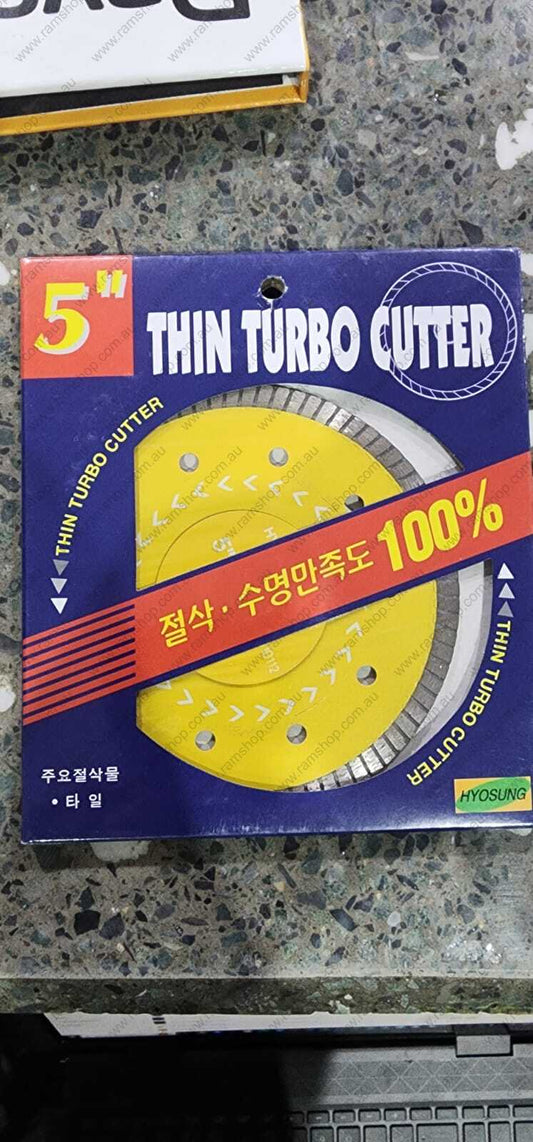 5"
THIN TURBO CUTTER
THIN TURBO CUTTER
절삭·수명만족도 100%
THIN TURBO CUTTER
주요절삭물
• 타 일
HYOSUNG
www.ramshop.com.au